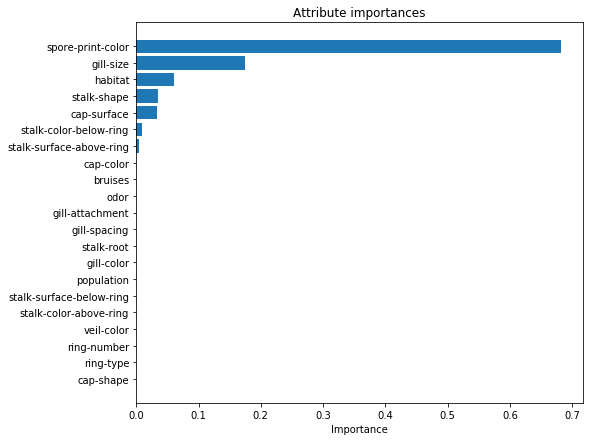 Attribute importances
spore-print-color
gill-size
habitat
stalk-shape
cap-surface
stalk-color-below-ring
stalk-surface-above-ring
cap-color
bruises
odor
gill-attachment
gill-spacing
stalk-root
gill-color
population
stalk-surface-below-ring
stalk-color-above-ring
veil-color
ring-number
ring-type
cap-shape
0.0 0.1 0.2 0.3 0.4 0.5 0.6 0.7
Importance